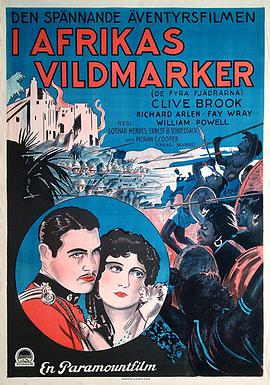 DEN SPÄNNANDE ÄVENTYRSFILMEN
I AFRIKAS
VILDMARKER
(DE FYRA FJÄDRARNA)
CLIVE BROOK
RICHARD ARLEN - FAY WRAY
WILLIAM POWELL
REGI
LOTHAR MENDES, ERNEST B. SCHOEDSACK
OCH MERIAN C. COOPER
En Paramountfilm